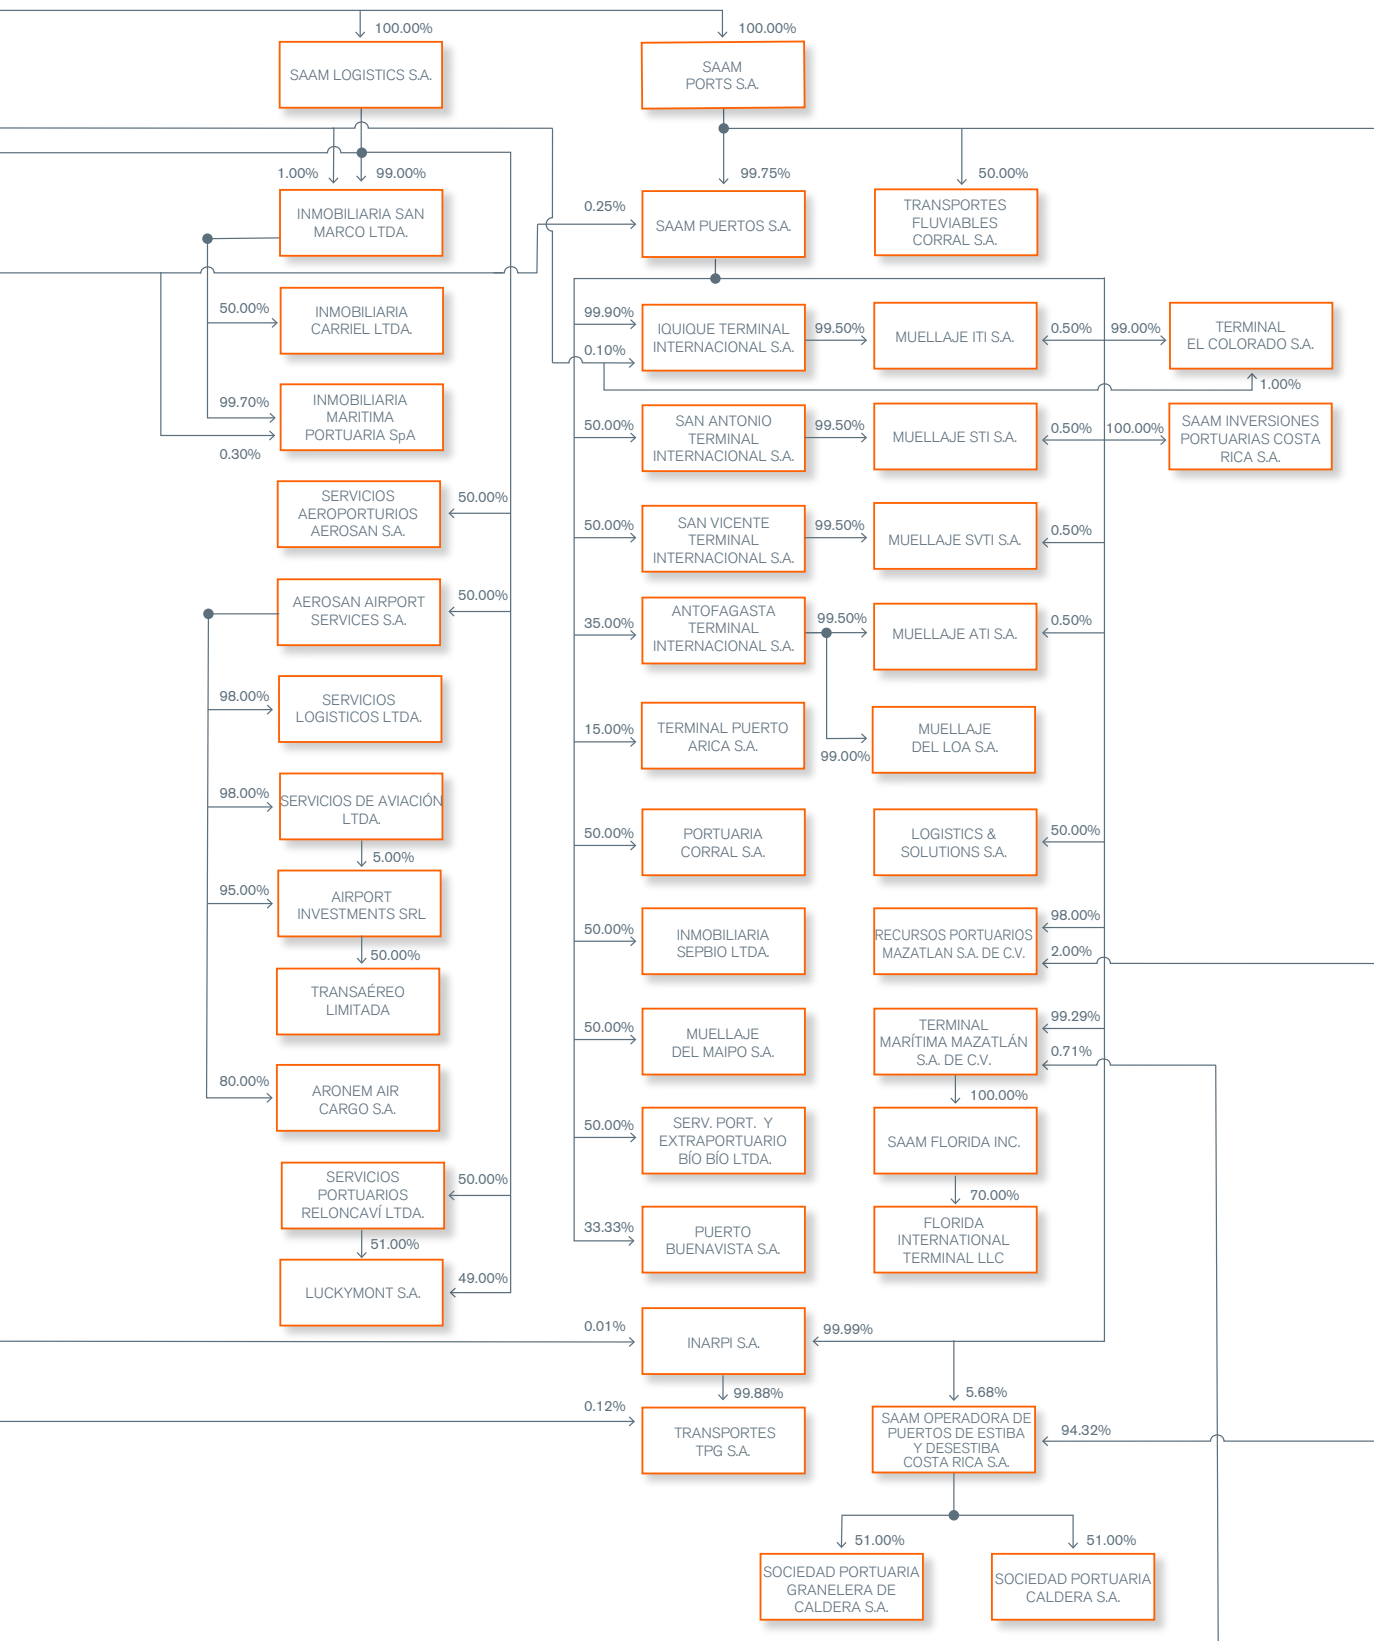 100.00%
100.00%
SAAM LOGISTICS S.A.
SAAM
PORTS S.A.
1.00%
99.00%
99.75%
50.00%
INMOBILIARIA SAN
MARCO LTDA.
0.25%
SAAM PUERTOS S.A.
TRANSPORTES
FLUVIABLES
CORRAL S.A.
50.00%
INMOBILIARIA
CARRIEL LTDA.
99.90%
0.10%
IQUIQUE TERMINAL
INTERNACIONAL S.A.
99.50%
MUELLAJE ITI S.A.
0.50%
99.00%
TERMINAL
EL COLORADO S.A.
1.00%
99.70%
0.30%
INMOBILIARIA
MARITIMA
PORTUARIA SpA
50.00%
SAN ANTONIO
TERMINAL
INTERNACIONAL S.A.
99.50%
MUELLAJE STI S.A.
0.50%
100.00%
SAAM INVERSIONES
PORTUARIAS COSTA
RICA S.A.
SERVICIOS
AEROPORTURIOS
AEROSAN S.A.
50.00%
50.00%
SAN VICENTE
TERMINAL
INTERNACIONAL S.A.
99.50%
MUELLAJE SVTI S.A.
0.50%
AEROSAN AIRPORT
SERVICES S.A.
50.00%
35.00%
ANTOFAGASTA
TERMINAL
INTERNACIONAL S.A.
99.50%
MUELLAJE ATI S.A.
0.50%
98.00%
SERVICIOS
LOGISTICOS LTDA.
15.00%
TERMINAL PUERTO
ARICA S.A.
99.00%
MUELLAJE
DEL LOA S.A.
98.00%
SERVICIOS DE AVIACIÓN
LTDA.
5.00%
50.00%
PORTUARIA
CORRAL S.A.
LOGISTICS &
SOLUTIONS S.A.
50.00%
95.00%
AIRPORT
INVESTMENTS SRL
50.00%
50.00%
INMOBILIARIA
SEPBIO LTDA.
RECURSOS PORTUARIOS
MAZATLAN S.A. DE C.V.
98.00%
2.00%
TRANSAÉREO
LIMITADA
50.00%
MUELLAJE
DEL MAIPO S.A.
TERMINAL
MARÍTIMA MAZATLÁN
S.A. DE C.V.
99.29%
0.71%
100.00%
80.00%
ARONEM AIR
CARGO S.A.
50.00%
SERV. PORT. Y
EXTRAPORTUARIO
BÍO BÍO LTDA.
SAAM FLORIDA INC.
70.00%
SERVICIOS
PORTUARIOS
RELONCAVÍ LTDA.
50.00%
51.00%
33.33%
PUERTO
BUENAVISTA S.A.
FLORIDA
INTERNATIONAL
TERMINAL LLC
LUCKYMONT S.A.
49.00%
0.01%
INARPI S.A.
99.99%
99.88%
5.68%
0.12%
TRANSPORTES
TPG S.A.
SAAM OPERADORA DE
PUERTOS DE ESTIBA
Y DESESTIBA
COSTA RICA S.A.
94.32%
51.00%
51.00%
SOCIEDAD PORTUARIA
GRANELERA DE
CALDERA S.A.
SOCIEDAD PORTUARIA
CALDERA S.A.